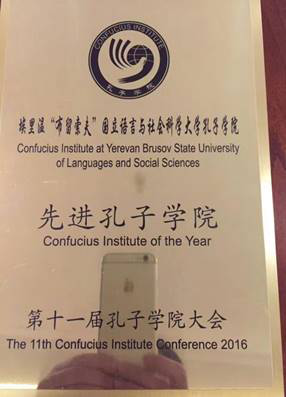 CONFUCIUS INSTITUTE
孔子学院
埃里温“布留索夫”国立语言与社会科学大学孔子学院
Confucius Institute at Yerevan Brusov State University
of Languages and Social Sciences
先进孔子学院
Confucius Institute of the Year
第十一届孔子学院大会
The 11th Confucius Institute Conference 2016